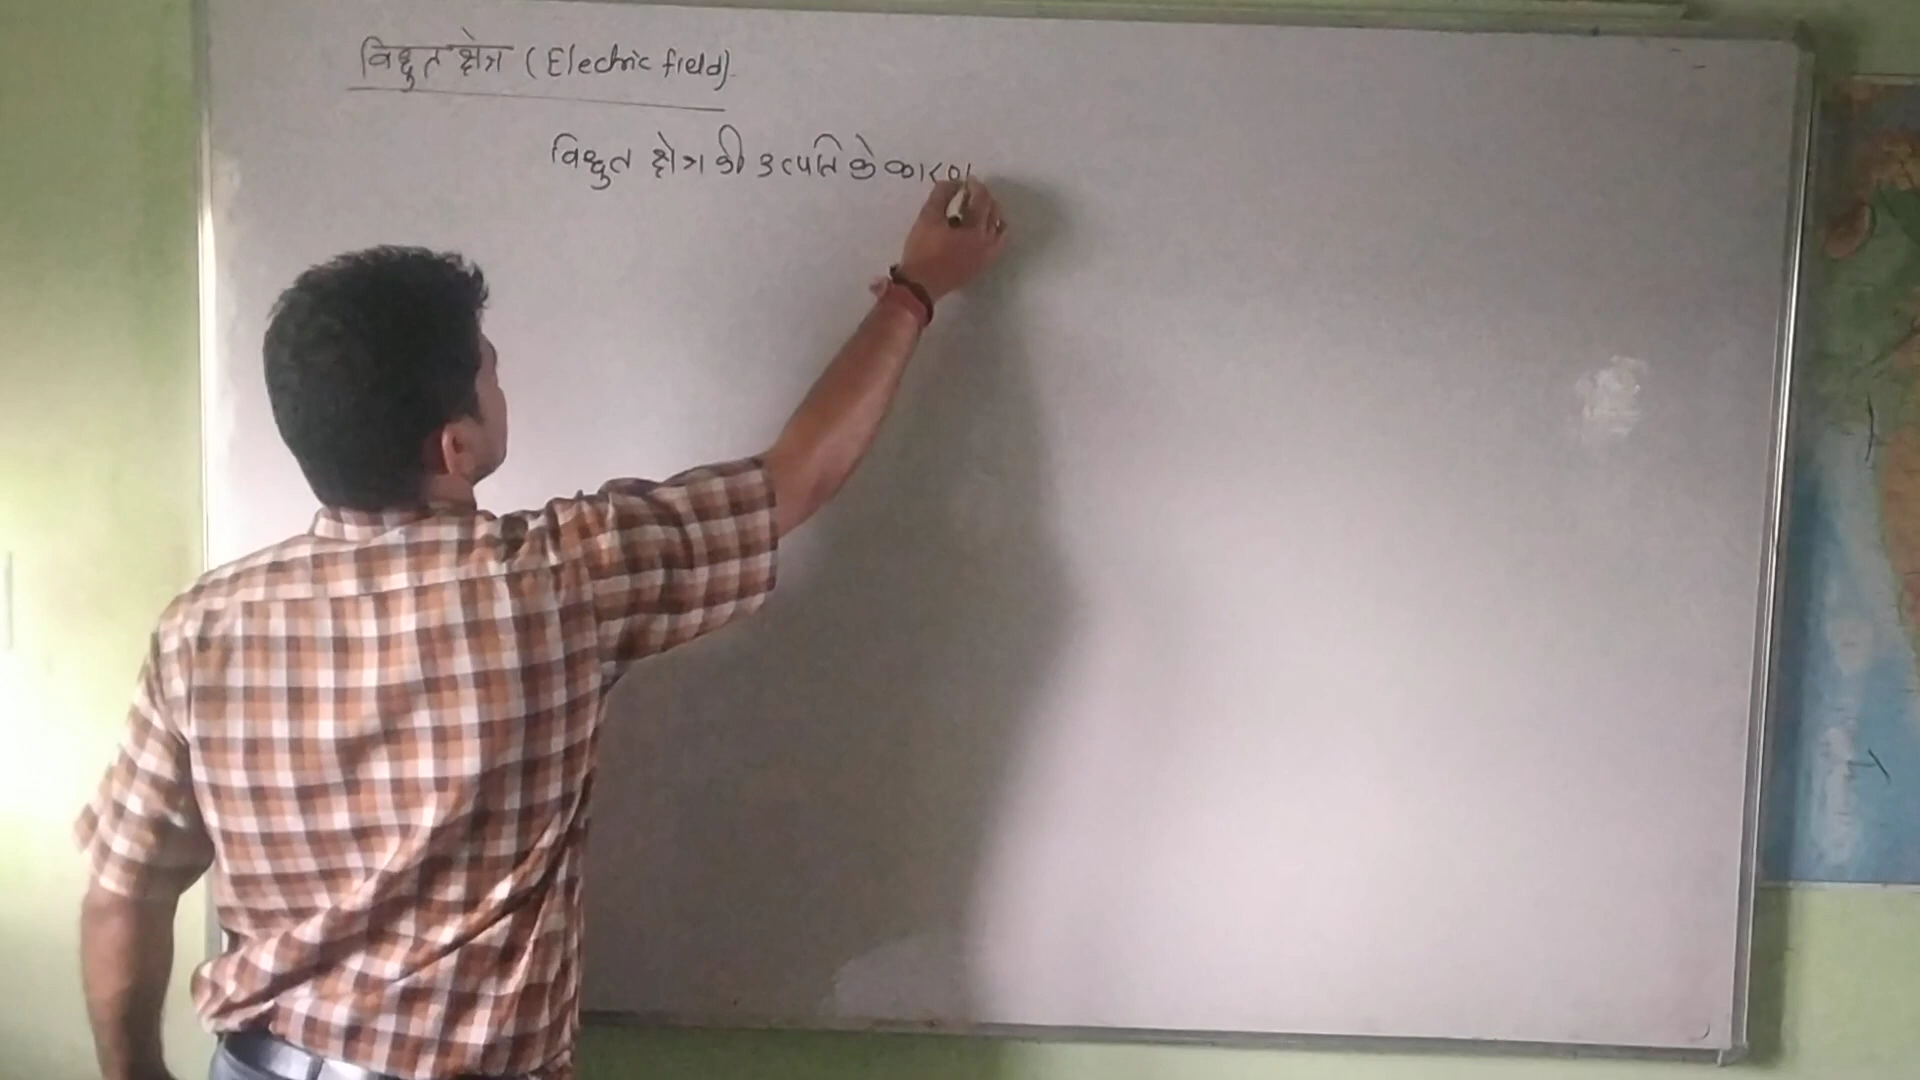 विद्युत क्षेत्र (Electric field)
विद्युत क्षेत्र की उत्पति के कारण